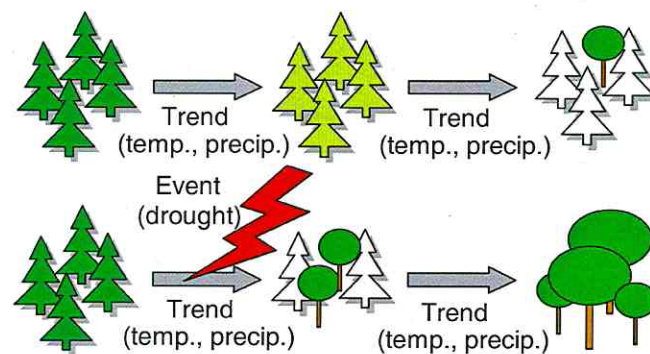 Trend
(temp., precip.)
Trend
(temp., precip.)
Event
(drought)
Trend
(temp., precip.)
Trend
(temp., precip.)